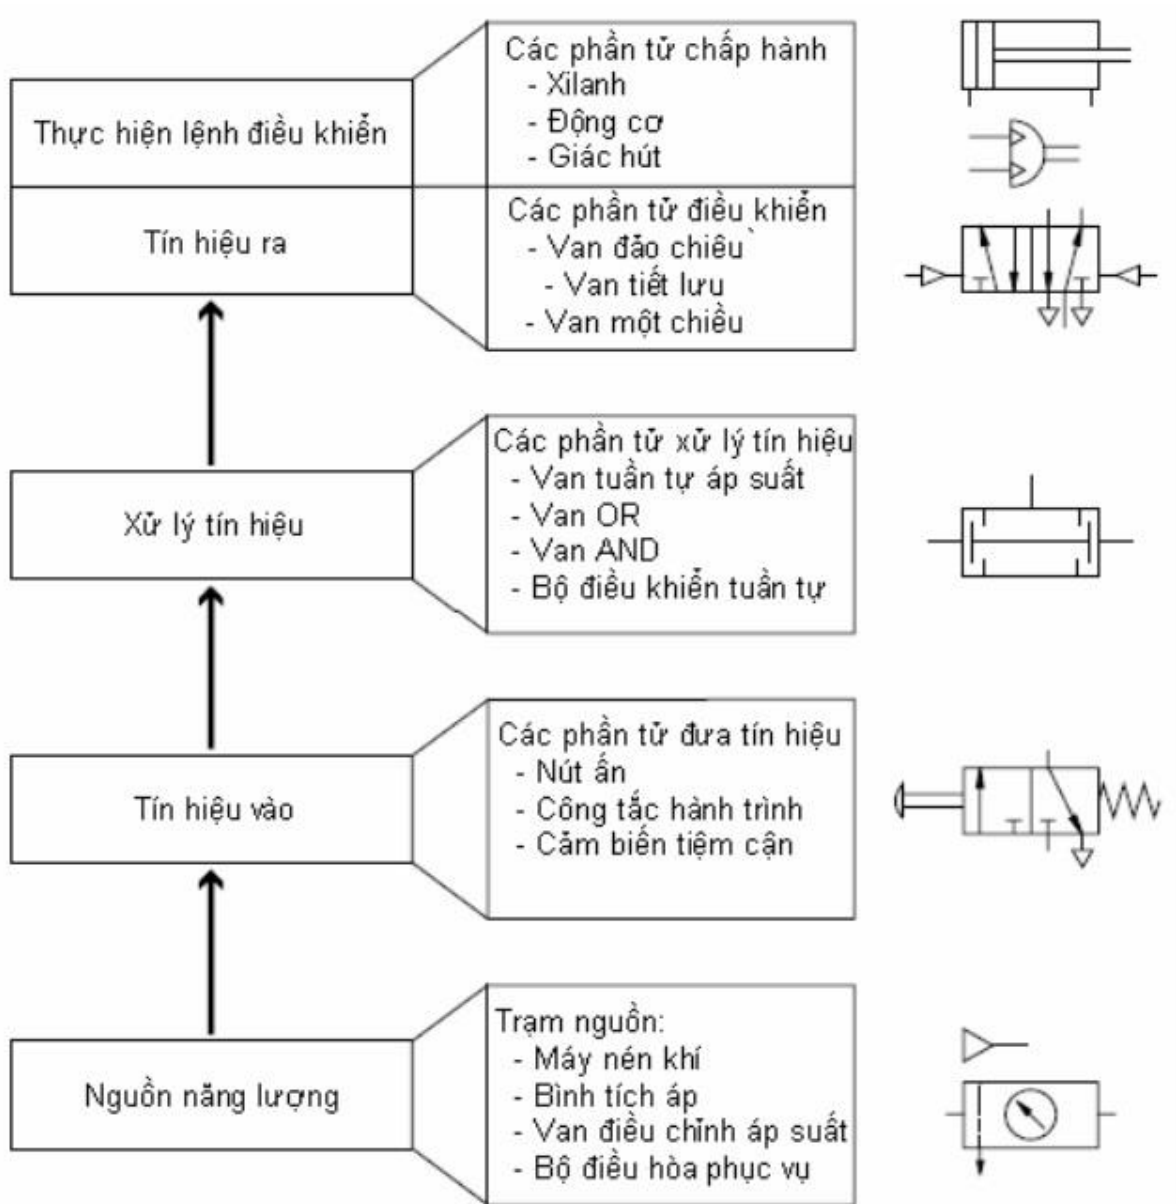 Thực hiện lệnh điều khiển
Các phần tử chấp hành
- Xilanh
- Động cơ
- Giác hút
Tín hiệu ra
Các phần tử điều khiển
- Van đảo chiều
- Van tiết lưu
- Van một chiều
Xử lý tín hiệu
Các phần tử xử lý tín hiệu
- Van tuần tự áp suất
- Van OR
- Van AND
- Bộ điều khiển tuần tự
Tín hiệu vào
Các phần tử đưa tín hiệu
- Nút ấn
- Công tắc hành trình
- Cảm biến tiệm cận
Nguồn năng lượng
Trạm nguồn:
- Máy nén khí
- Bình tích áp
- Van điều chỉnh áp suất
- Bộ điều hòa phục vụ